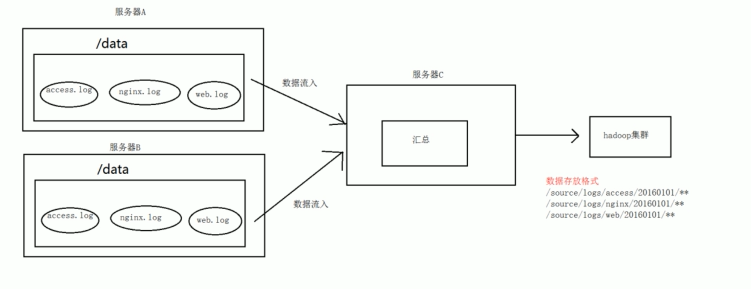 服务器A
/data
access.log
nginx.log
web.log
数据流入
服务器B
/data
access.log
nginx.log
web.log
数据流入
服务器C
汇总
hadoop集群
数据存放格式
/source/logs/access/20160101/**
/source/logs/nginx/20160101/**
/source/logs/web/20160101/**